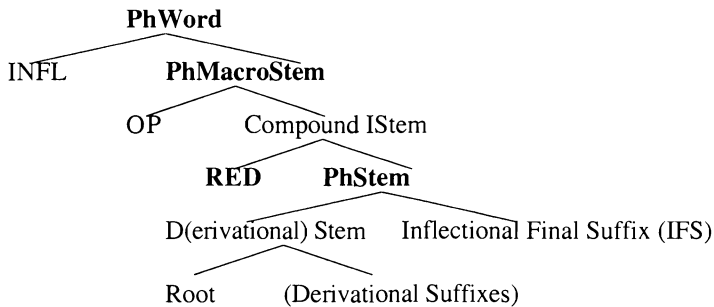 PhWord
INFL PhMacroStem
OP Compound IStem
RED PhStem
D(erivational) Stem Inflectional Final Suffix (IFS)
Root (Derivational Suffixes)